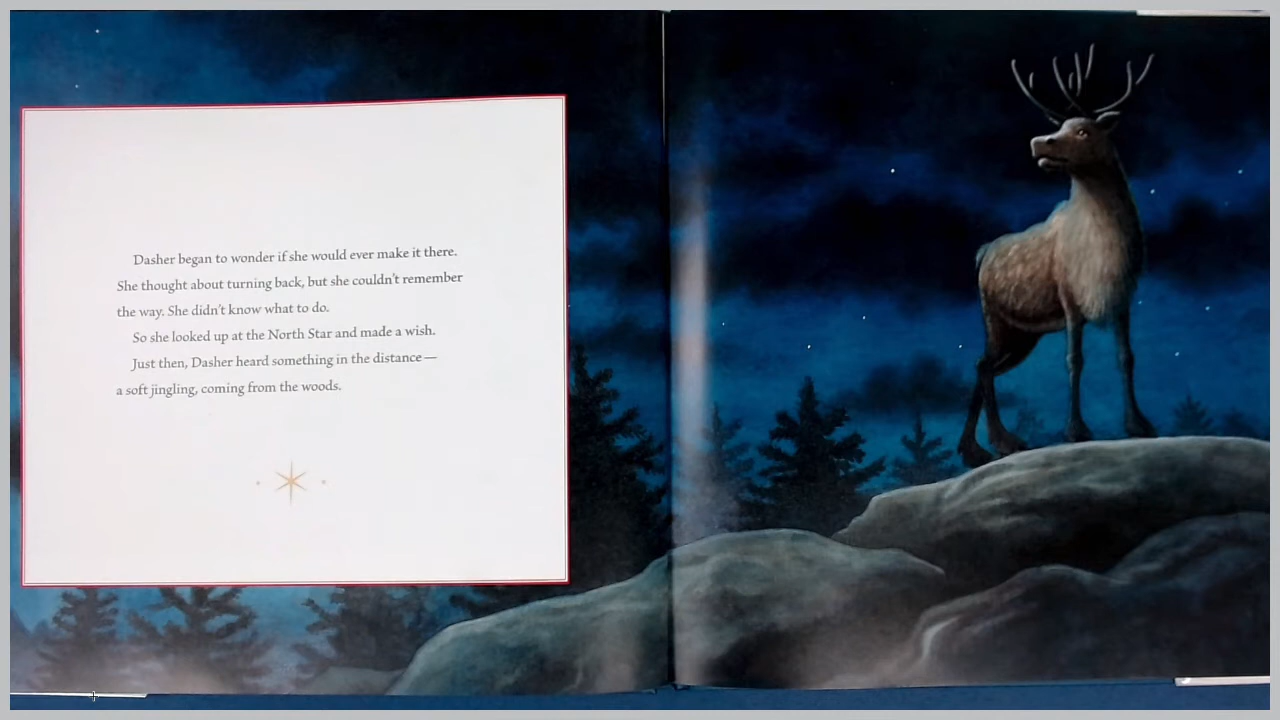 Dasher began to wonder if she would ever make it there.
She thought about turning back, but she couldn't remember
the way. She didn't know what to do.
So she looked up at the North Star and made a wish.
Just then, Dasher heard something in the distance—
a soft jingling, coming from the woods.